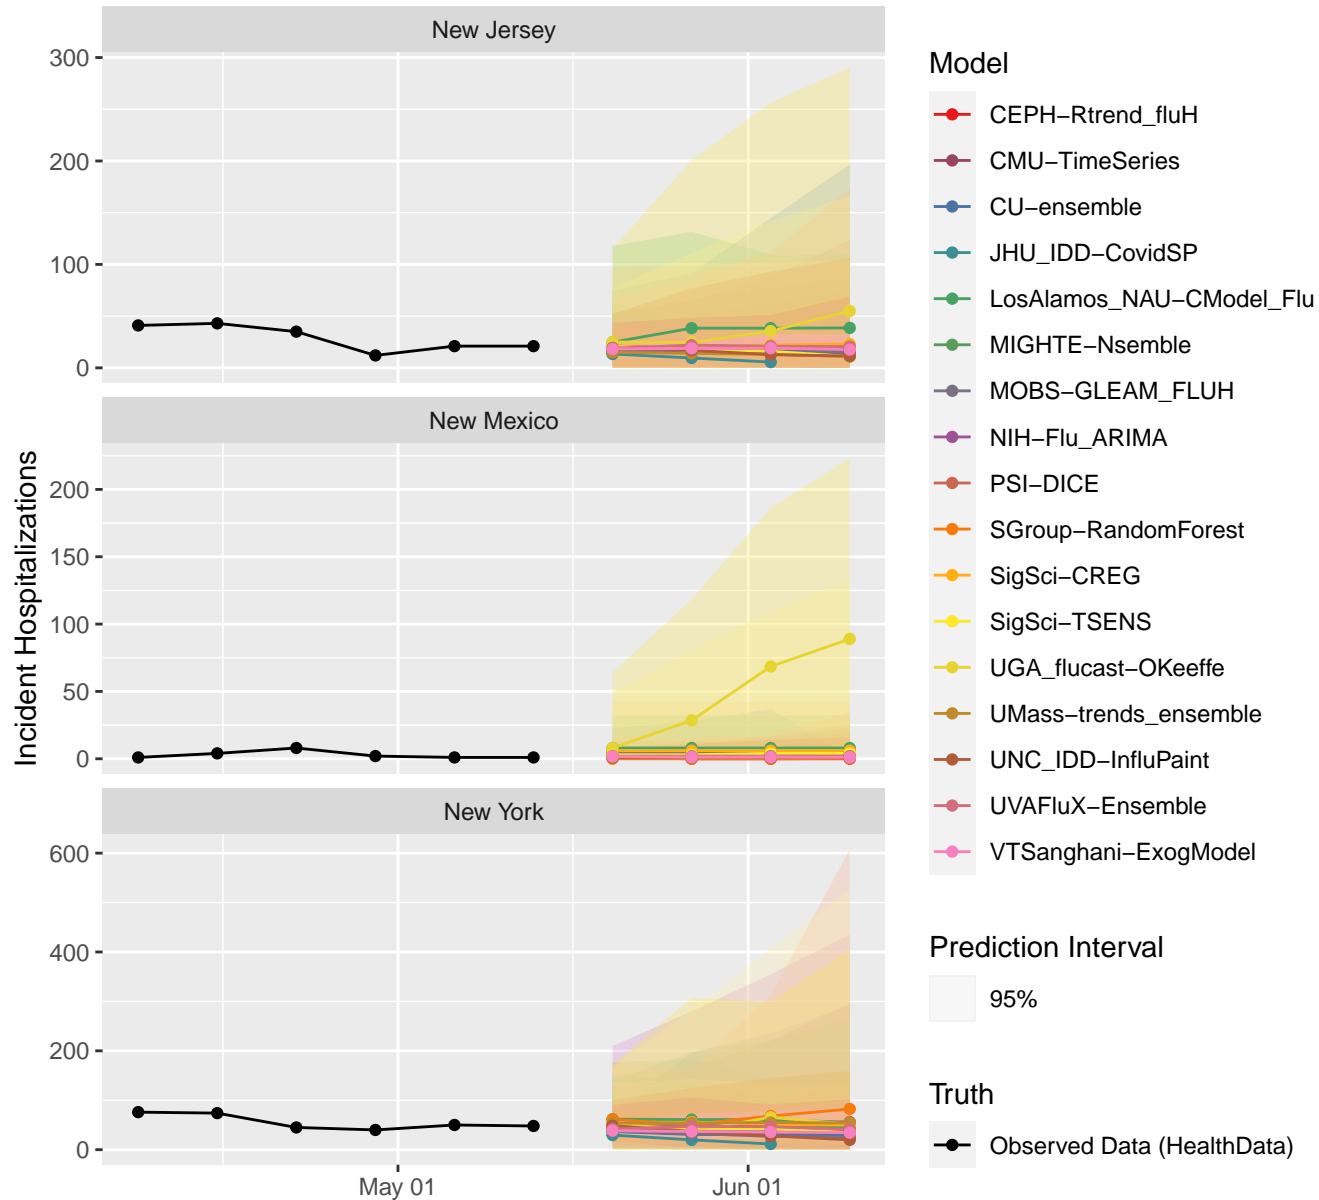 New Jersey
300
200
100
0
New Mexico
200
150
100
50
0
New York
600
400
200
0
May 01
Jun 01
Incident Hospitalizations
Model
CEPH−Rtrend_fluH
CMU−TimeSeries
CU−ensemble
JHU_IDD−CovidSP
LosAlamos_NAU−CModel_Flu
MIGHTE−Nsemble
MOBS−GLEAM_FLUH
NIH−Flu_ARIMA
PSI−DICE
SGroup−RandomForest
SigSci−CREG
SigSci−TSENS
UGA_flucast−OKeeffe
UMass−trends_ensemble
UNC_IDD−InfluPaint
UVAFluX−Ensemble
VTSanghani−ExogModel
Prediction Interval
95%
Truth
Observed Data (HealthData)